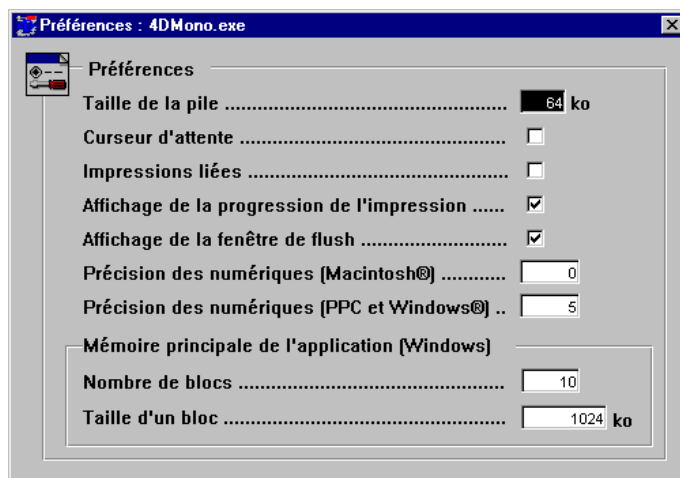 Préférences : 4DMono.exe
Préférences
Taille de la pile .................................................. 64 ko
Curseur d'attente ................................................
Impressions liées ................................................
Affichage de la progression de l'impression ......
Affichage de la fenêtre de flush ..........................
Précision des numériques (Macintosh®) ............ 0
Précision des numériques (PPC et Windows®) .. 5
Mémoire principale de l'application (Windows)
Nombre de blocs ................................................. 10
Taille d'un bloc .................................................... 1024 ko